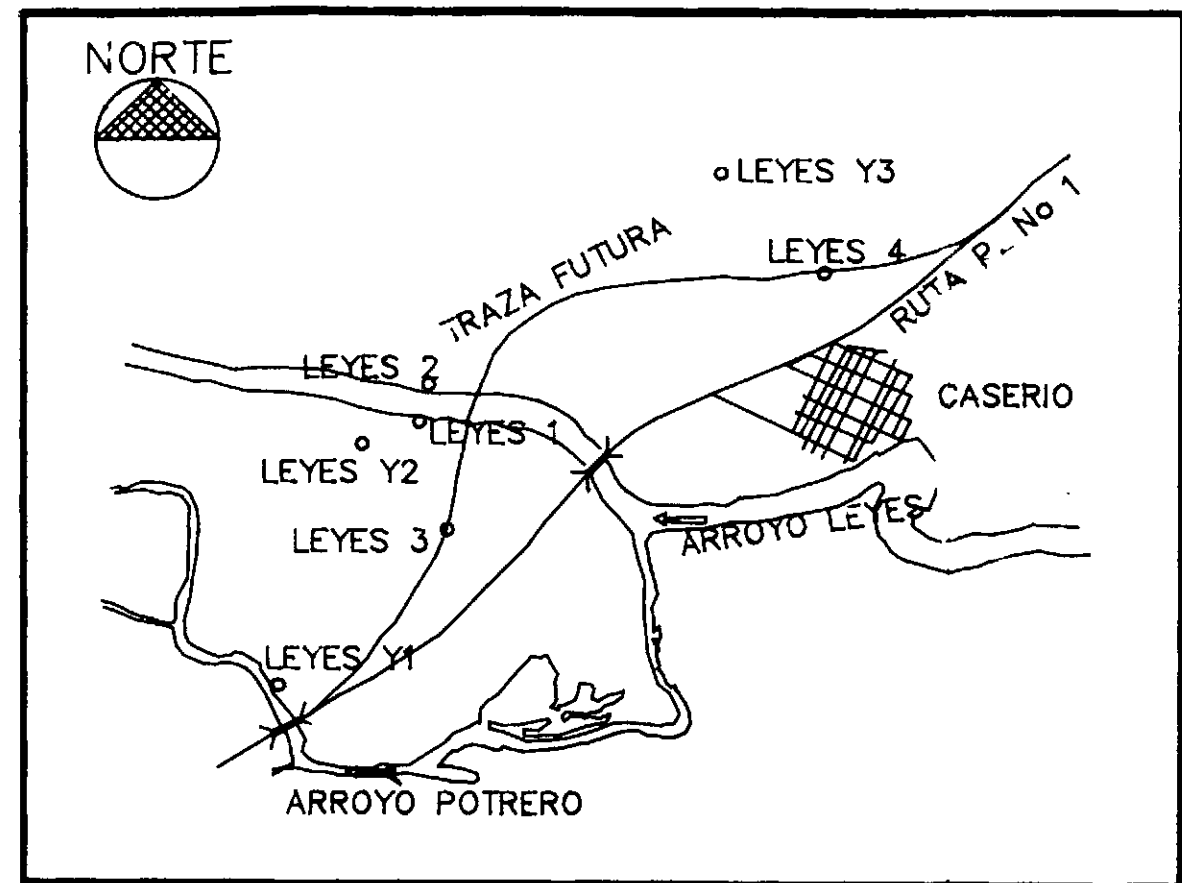 NORTE
LEYES Y3
LEYES 4
TRAZA FUTURA
RUTA P_ No 1
LEYES 2
CASERIO
LEYES 1
LEYES Y2
LEYES 3
ARROYO LEYES
LEYES Y1
ARROYO POTRERO